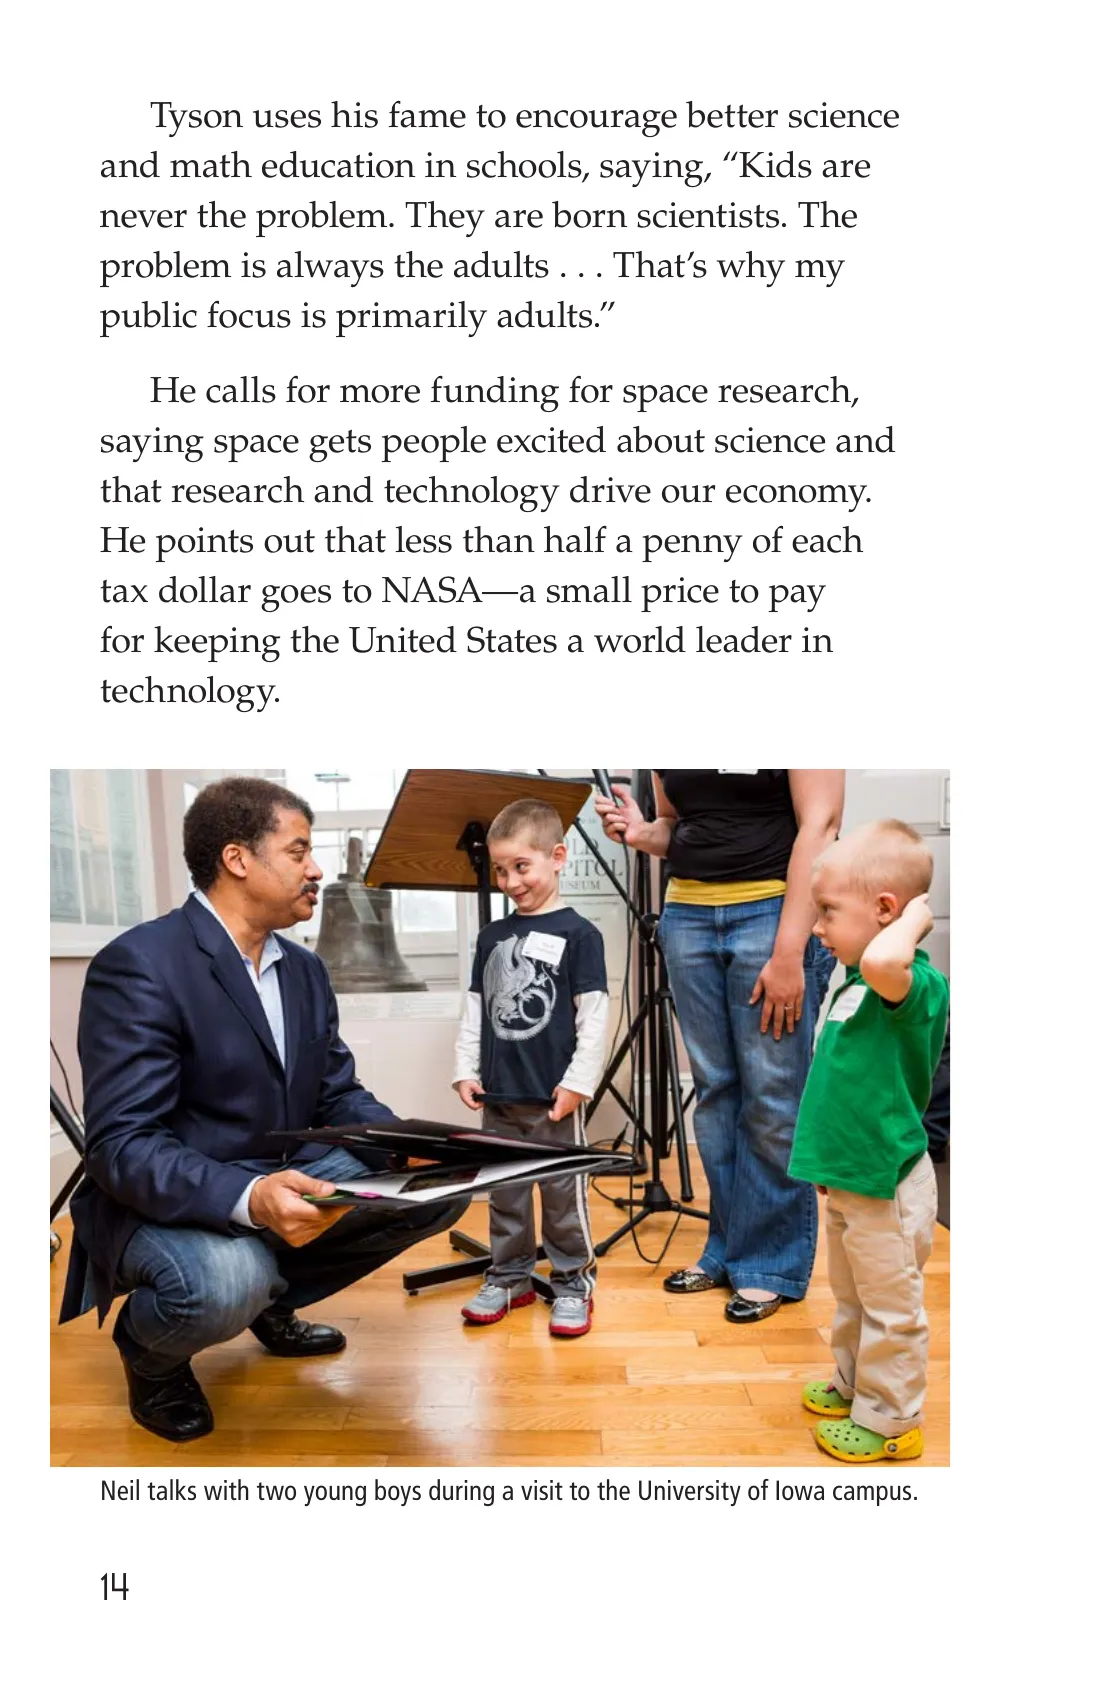 Tyson uses his fame to encourage better science
and math education in schools, saying, “Kids are
never the problem. They are born scientists. The
problem is always the adults . . . That’s why my
public focus is primarily adults.”
He calls for more funding for space research,
saying space gets people excited about science and
that research and technology drive our economy.
He points out that less than half a penny of each
tax dollar goes to NASA—a small price to pay
for keeping the United States a world leader in
technology.
OLD
CAPITOL
MUSEUM
Neil talks with two young boys during a visit to the University of Iowa campus.
14